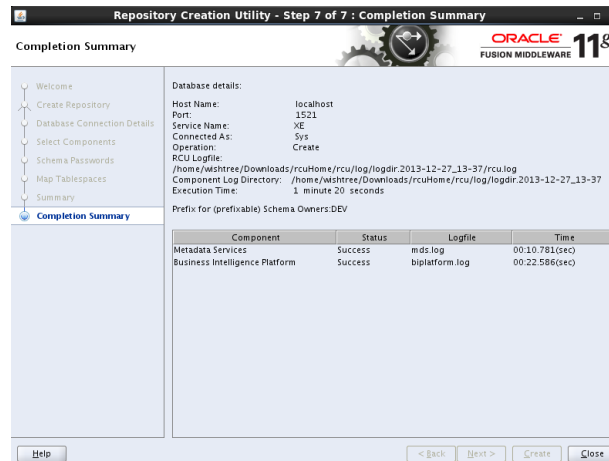 Repository Creation Utility - Step 7 of 7 : Completion Summary
Completion Summary
ORACLE
FUSION MIDDLEWARE
11g
Welcome
Create Repository
Database Connection Details
Select Components
Schema Passwords
Map Tablespaces
Summary
Completion Summary
Database details:
Host Name: localhost
Port: 1521
Service Name: XE
Connected As: Sys
Operation: Create
RCU Logfile:
/home/wishtree/Downloads/rcuHome/rcu/log/logdir.2013-12-27_13-37/rcu.log
Component Log Directory: /home/wishtree/Downloads/rcuHome/rcu/log/logdir.2013-12-27_13-37
Execution Time: 1 minute 20 seconds
Prefix for (prefixable) Schema Owners:DEV
Component Status Logfile Time
Metadata Services Success mds.log 00:10.781(sec)
Business Intelligence Platform Success biplatform.log 00:22.586(sec)
Help < Back Next > Create Close